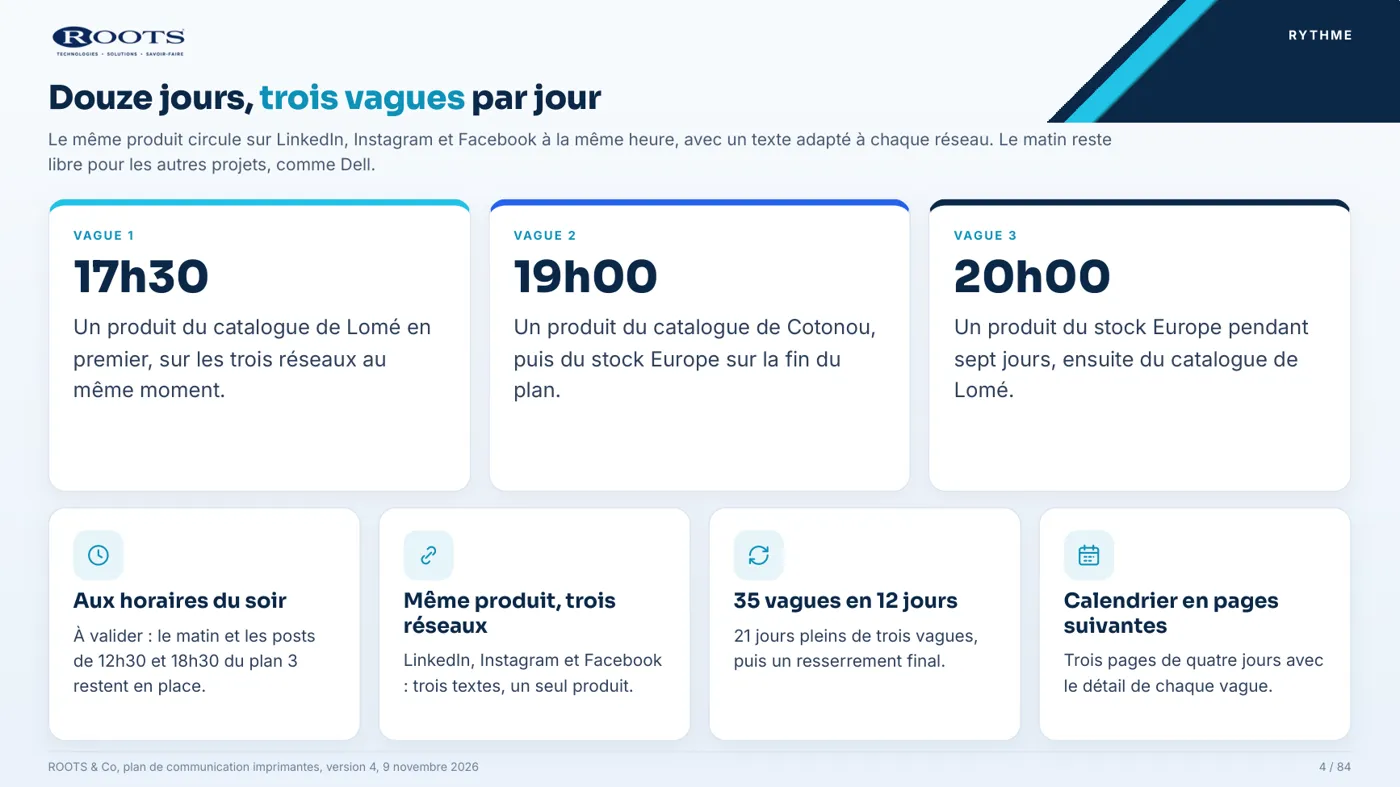 ROOTS
TECHNOLOGIES • SOLUTIONS • SAVOIR-FAIRE
RYTHME
Douze jours, trois vagues par jour
Le même produit circule sur LinkedIn, Instagram et Facebook à la même heure, avec un texte adapté à chaque réseau. Le matin reste
libre pour les autres projets, comme Dell.
VAGUE 1
17h30
Un produit du catalogue de Lomé en
premier, sur les trois réseaux au
même moment.
VAGUE 2
19h00
Un produit du catalogue de Cotonou,
puis du stock Europe sur la fin du
plan.
VAGUE 3
20h00
Un produit du stock Europe pendant
sept jours, ensuite du catalogue de
Lomé.
Aux horaires du soir
À valider : le matin et les posts
de 12h30 et 18h30 du plan 3
restent en place.
Même produit, trois
réseaux
LinkedIn, Instagram et Facebook
: trois textes, un seul produit.
35 vagues en 12 jours
21 jours pleins de trois vagues,
puis un resserrement final.
Calendrier en pages
suivantes
Trois pages de quatre jours avec
le détail de chaque vague.
ROOTS & Co, plan de communication imprimantes, version 4, 9 novembre 2026
4 / 84